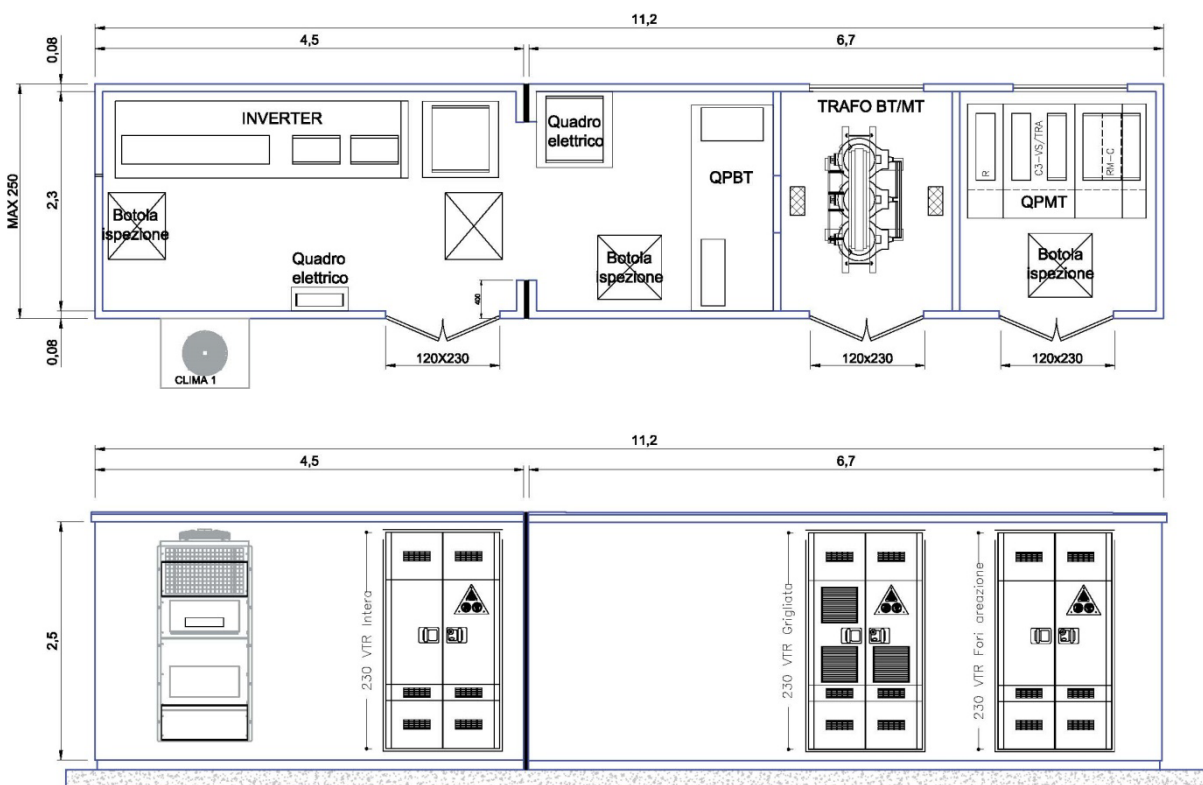 11,2
4,5
6,7
0,08
MAX 250
2,3
0,08
INVERTER
Quadro
elettrico
QPBT
TRAFO BT/MT
R
C3-VS/TRA
RM-C
QPMT
Botola
ispezione
Quadro
elettrico
400
Botola
ispezione
Botola
ispezione
CLIMA 1
120X230
120x230
120x230
11,2
4,5
6,7
2,5
230 VTR Intera
230 VTR Grigliata
230 VTR Fori areazione